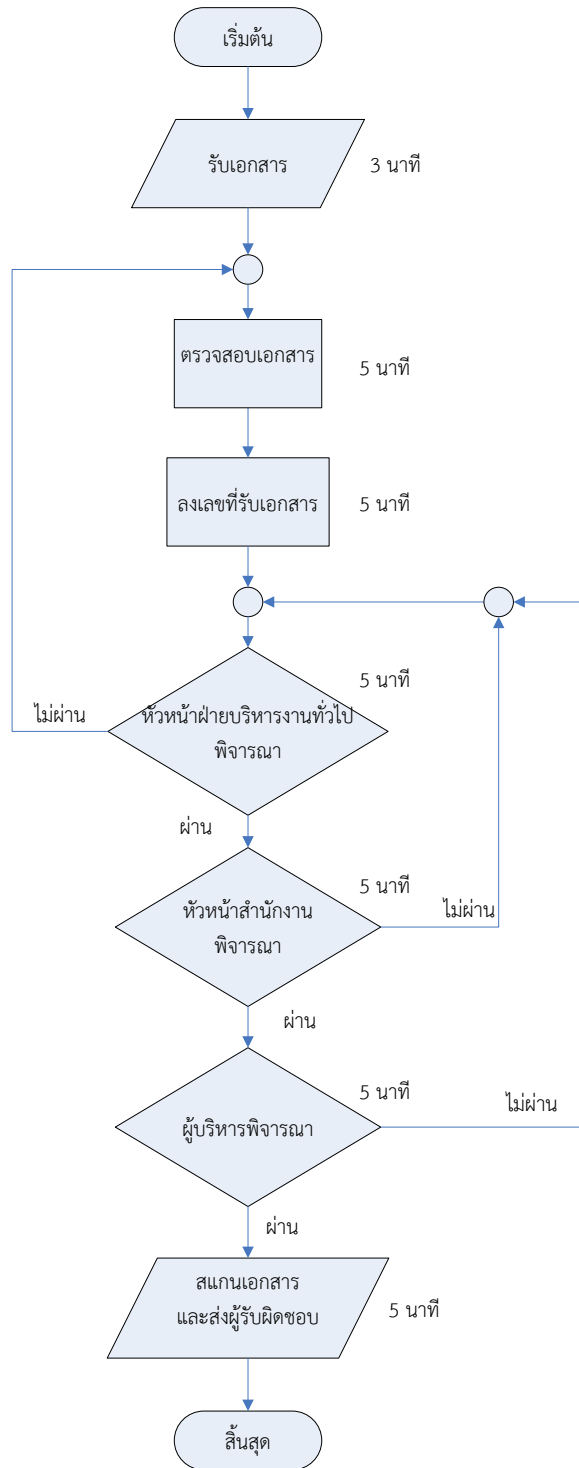 เริ่มต้น
รับเอกสาร
3 นาที
ตรวจสอบเอกสาร
5 นาที
ลงเลขที่รับเอกสาร
5 นาที
5 นาที
ไม่ผ่าน
หัวหน้าฝ่ายบริหารงานทั่วไป
พิจารณา
ผ่าน
5 นาที
หัวหน้าสำนักงาน
พิจารณา
ไม่ผ่าน
ผ่าน
5 นาที
ไม่ผ่าน
ผู้บริหารพิจารณา
ผ่าน
สแกนเอกสาร
และส่งผู้รับผิดชอบ
5 นาที
สิ้นสุด